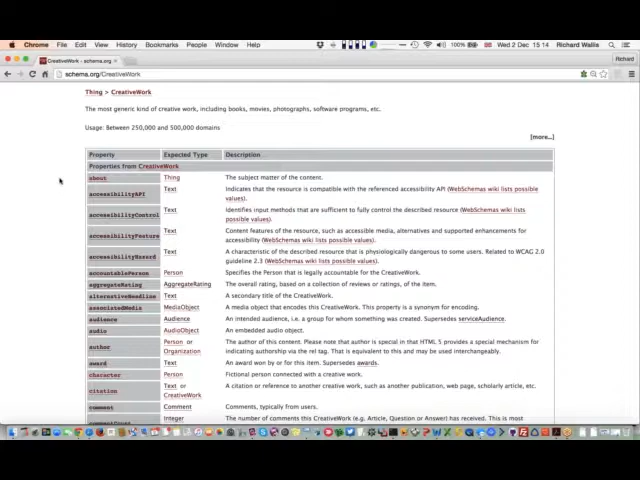 Chrome File Edit View History Bookmarks People Window Help 100% Wed 2 Dec 15:14 Richard Wallis
CreativeWork - schema.org Richard
schema.org/CreativeWork
Thing > CreativeWork
The most generic kind of creative work, including books, movies, photographs, software programs, etc.
Usage: Between 250,000 and 500,000 domains
[more...]
Property Expected Type Description
Properties from CreativeWork
about Thing The subject matter of the content.
accessibilityAPI Text Indicates that the resource is compatible with the referenced accessibility API (WebSchemas wiki lists possible
values).
accessibilityControl Text Identifies input methods that are sufficient to fully control the described resource (WebSchemas wiki lists
possible values).
accessibilityFeature Text Content features of the resource, such as accessible media, alternatives and supported enhancements for
accessibility (WebSchemas wiki lists possible values).
accessibilityHazard Text A characteristic of the described resource that is physiologically dangerous to some users. Related to WCAG 2.0
guideline 2.3 (WebSchemas wiki lists possible values).
accountablePerson Person Specifies the Person that is legally accountable for the CreativeWork.
aggregateRating AggregateRating The overall rating, based on a collection of reviews or ratings, of the item.
alternativeHeadline Text A secondary title of the CreativeWork.
associatedMedia MediaObject A media object that encodes this CreativeWork. This property is a synonym for encoding.
audience Audience An intended audience, i.e. a group for whom something was created. Supersedes serviceAudience.
audio AudioObject An embedded audio object.
author Person or The author of this content. Please note that author is special in that HTML 5 provides a special mechanism for
Organization indicating authorship via the rel tag. That is equivalent to this and may be used interchangeably.
award Text An award won by or for this item. Supersedes awards.
character Person Fictional person connected with a creative work.
citation Text or A citation or reference to another creative work, such as another publication, web page, scholarly article, etc.
CreativeWork
comment Comment Comments, typically from users.
Integer The number of comments this CreativeWork (e.g. Article, Question or Answer) has received. This is most